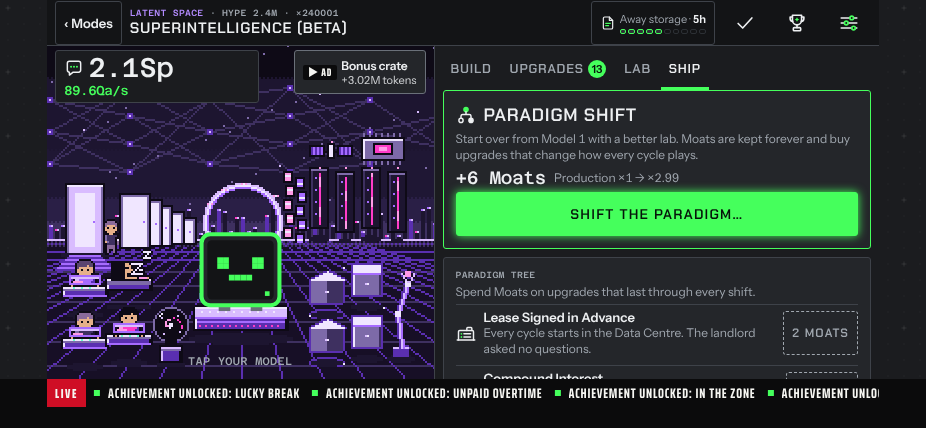 ‹ Modes
LATENT SPACE · HYPE 2.4M · ×240001
SUPERINTELLIGENCE (BETA)
Away storage · 5h
2.1Sp
89.6Qa/s
AD
Bonus crate
+3.02M tokens
BUILD
UPGRADES 13
LAB
SHIP
PARADIGM SHIFT
Start over from Model 1 with a better lab. Moats are kept forever and buy
upgrades that change how every cycle plays.
+6 Moats Production ×1 → ×2.99
SHIFT THE PARADIGM...
PARADIGM TREE
Spend Moats on upgrades that last through every shift.
Lease Signed in Advance
Every cycle starts in the Data Centre. The landlord
asked no questions.
2 MOATS
Compound Interest
z
z
TAP YOUR MODEL
LIVE
ACHIEVEMENT UNLOCKED: LUCKY BREAK
ACHIEVEMENT UNLOCKED: UNPAID OVERTIME
ACHIEVEMENT UNLOCKED: IN THE ZONE
ACHIEVEMENT UNLO